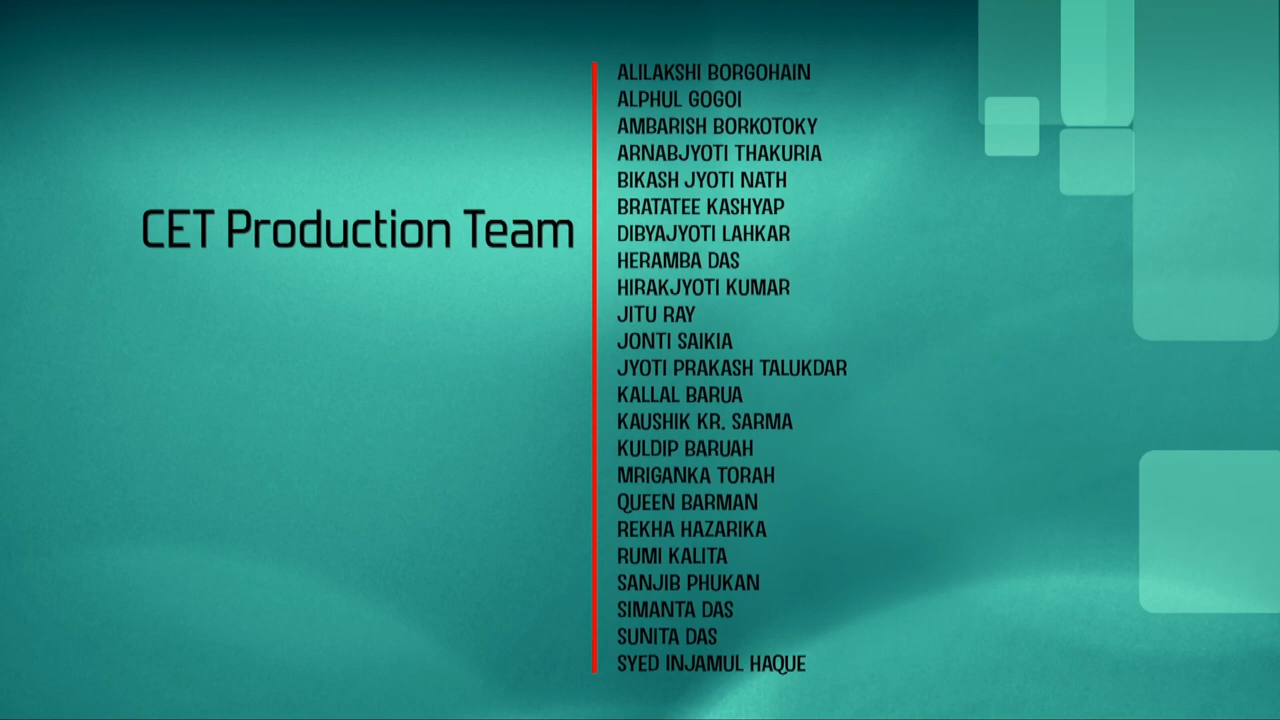 CET Production Team
ALILAKSHI BORGOHAIN
ALPHUL GOGOI
AMBARISH BORKOTOKY
ARNABJYOTI THAKURIA
BIKASH JYOTI NATH
BRATATEE KASHYAP
DIBYAJYOTI LAHKAR
HERAMBA DAS
HIRAKJYOTI KUMAR
JITU RAY
JONTI SAIKIA
JYOTI PRAKASH TALUKDAR
KALLAL BARUA
KAUSHIK KR. SARMA
KULDIP BARUAH
MRIGANKA TORAH
QUEEN BARMAN
REKHA HAZARIKA
RUMI KALITA
SANJIB PHUKAN
SIMANTA DAS
SUNITA DAS
SYED INJAMUL HAQUE